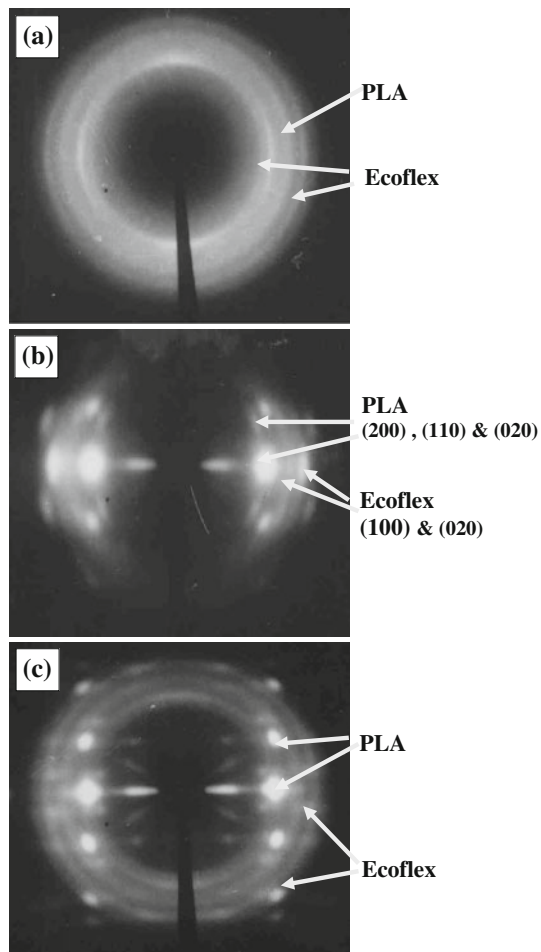 (a)
PLA
Ecoflex
(b)
PLA
(200) , (110) & (020)
Ecoflex
(100) & (020)
(c)
PLA
Ecoflex